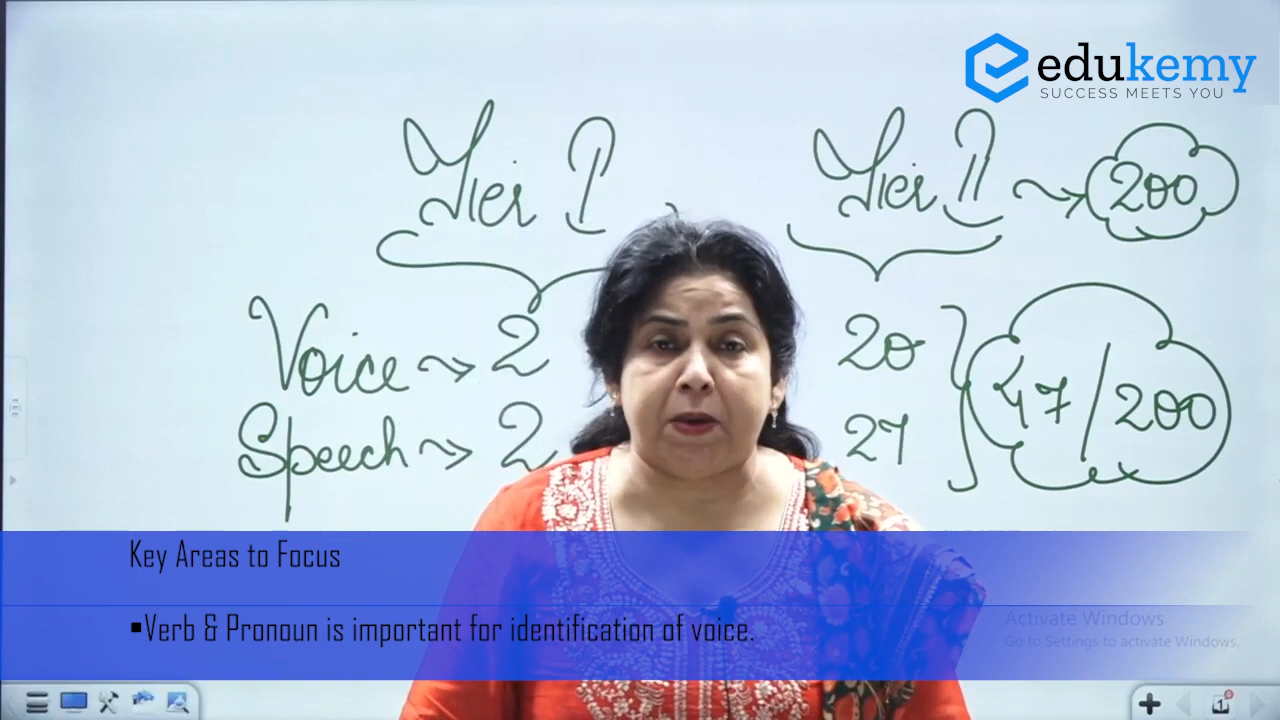 edukemy
SUCCESS MEETS YOU
Tier I
Tier II → 200
Voice → 2 20
Speech → 2 27
47/200
Key Areas to Focus
▪Verb & Pronoun is important for identification of voice.
Activate Windows
Go to Settings to activate Windows.
1